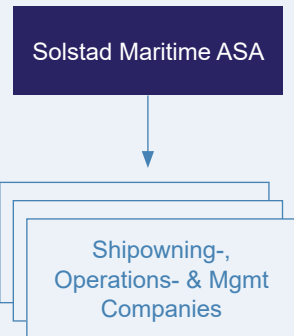 Solstad Maritime ASA
Shipowning-,
Operations- & Mgmt
Companies